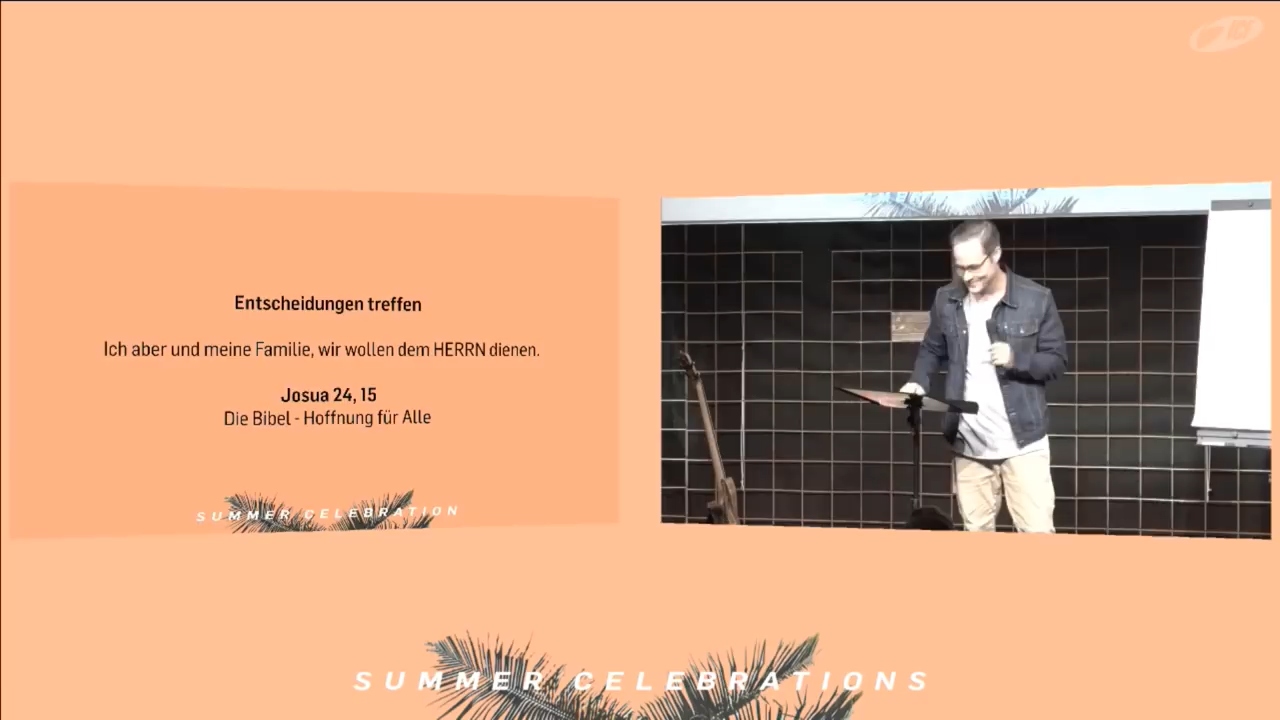 Entscheidungen treffen
Ich aber und meine Familie, wir wollen dem HERRN dienen.
Josua 24, 15
Die Bibel - Hoffnung für Alle
SUMMER CELEBRATION
SUMMER CELEBRATIONS